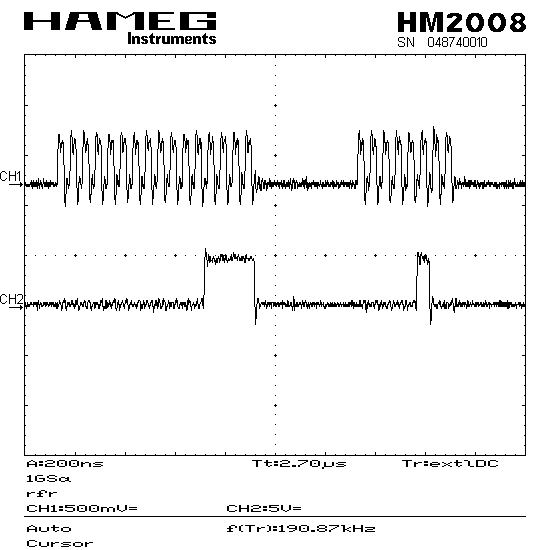 HAMEG HM2008
Instruments SN 048740010
CH1
CH2
A:200ns Tt:2.70µs Tr:extlDC
1GSa
rfr
CH1:500mV= CH2:5V=
Auto f(Tr):190.87kHz
Cursor